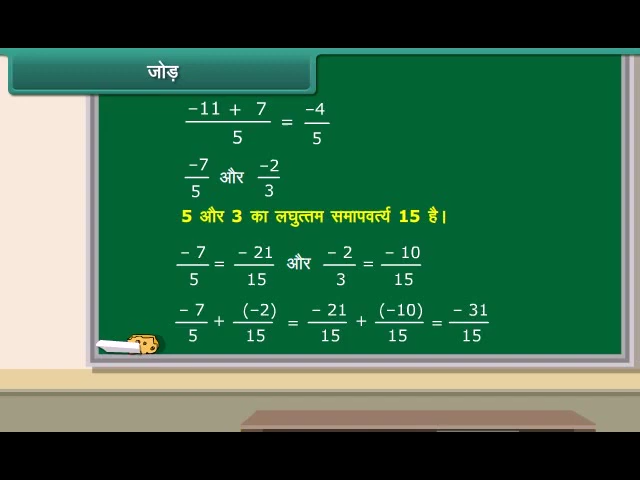 जोड़
–11 + 7 / 5 = –4 / 5
–7 / 5 और –2 / 3
5 और 3 का लघुत्तम समापवर्त्य 15 है।
– 7 / 5 = – 21 / 15 और – 2 / 3 = – 10 / 15
– 7 / 5 + (–2) / 15 = – 21 / 15 + (–10) / 15 = – 31 / 15